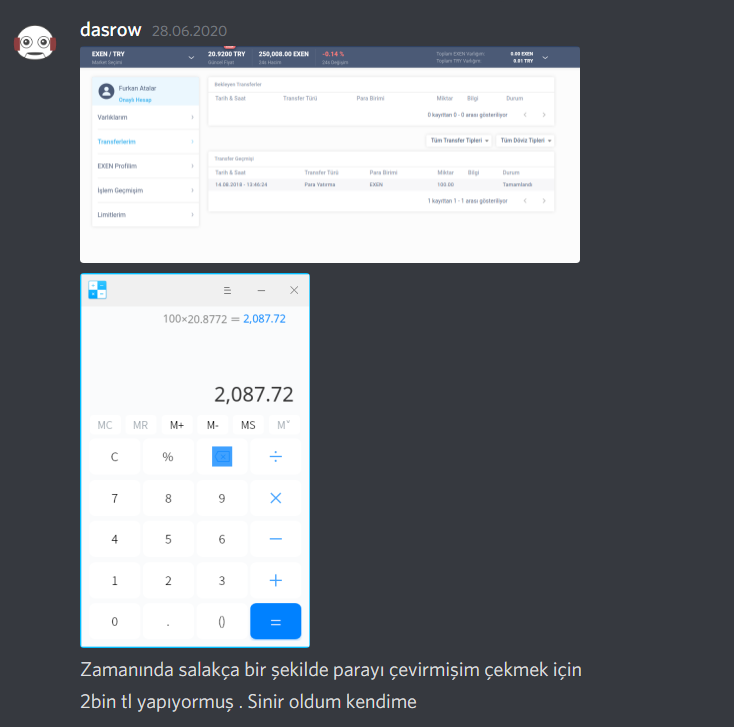 dasrow 28.06.2020
EXEN / TRY 20.9200 TRY 250,008.00 EXEN -0.14 % Toplam EXEN Varlığım: 0.00 EXEN
Market Seçimi Güncel Fiyat 24s Hacim 24s Değişim Toplam TRY Varlığım: 0.01 TRY
Furkan Atalar
Onaylı Hesap
Varlıklarım
Transferlerim
EXEN Profilim
İşlem Geçmişim
Limitlerim
Bekleyen Transferler
Tarih & Saat Transfer Türü Para Birimi Miktar Bilgi Durum
0 kayıttan 0 - 0 arası gösteriliyor
Tüm Transfer Tipleri Tüm Döviz Tipleri
Transfer Geçmişi
Tarih & Saat Transfer Türü Para Birimi Miktar Bilgi Durum
14.08.2018 - 13:46:24 Para Yatırma EXEN 100.00 Tamamlandı
1 kayıttan 1 - 1 arası gösteriliyor
100×20.8772 = 2,087.72
2,087.72
MC MR M+ M- MS M˅
C % ÷
7 8 9 ×
4 5 6 −
1 2 3 +
0 . () =
Zamanında salakça bir şekilde parayı çevirmişim çekmek için
2bin tl yapıyormuş . Sinir oldum kendime